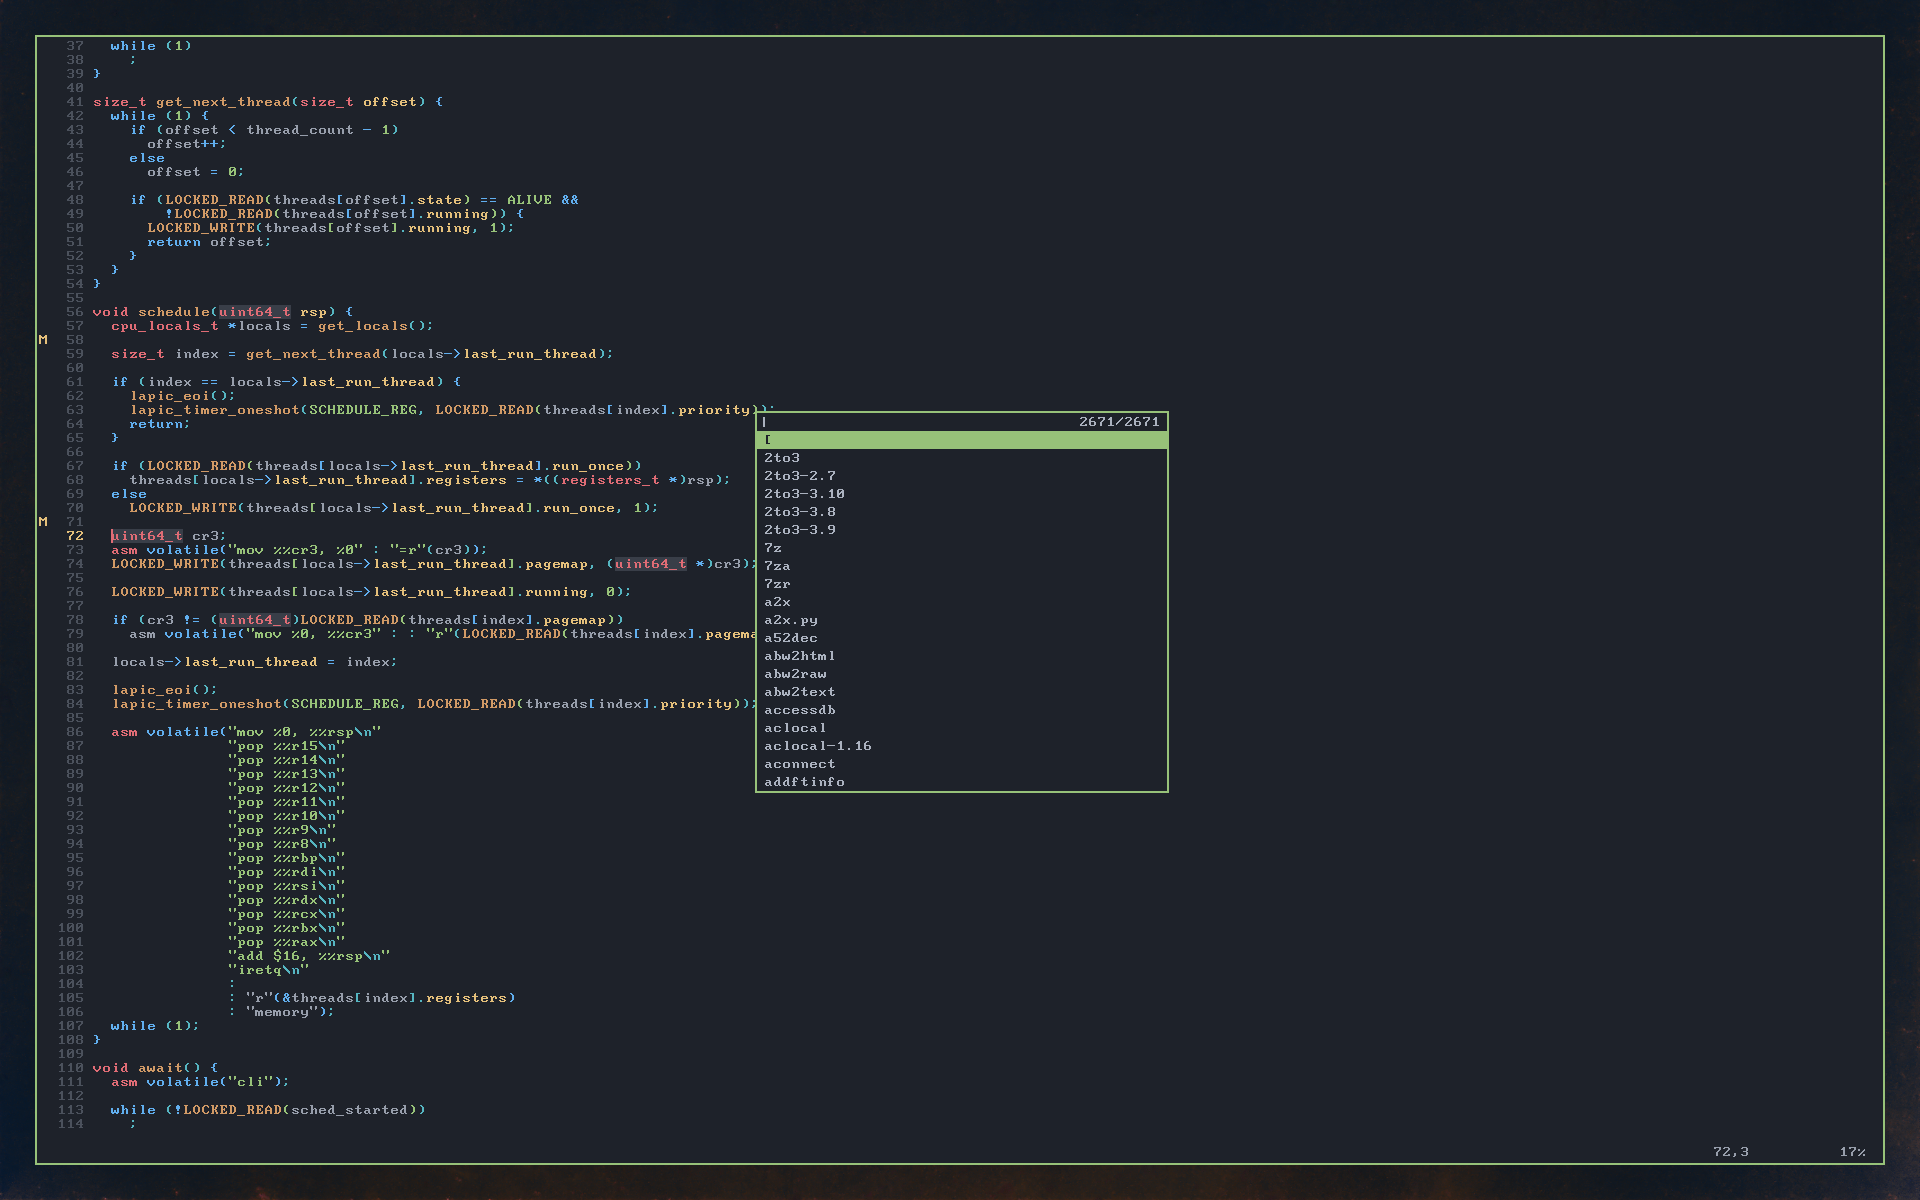 37   while (1)
38     ;
39 }
40
41 size_t get_next_thread(size_t offset) {
42   while (1) {
43     if (offset < thread_count - 1)
44       offset++;
45     else
46       offset = 0;
47
48     if (LOCKED_READ(threads[offset].state) == ALIVE &&
49         !LOCKED_READ(threads[offset].running)) {
50       LOCKED_WRITE(threads[offset].running, 1);
51       return offset;
52     }
53   }
54 }
55
56 void schedule(uint64_t rsp) {
57   cpu_locals_t *locals = get_locals();
M 58
59   size_t index = get_next_thread(locals->last_run_thread);
60
61   if (index == locals->last_run_thread) {
62     lapic_eoi();
63     lapic_timer_oneshot(SCHEDULE_REG, LOCKED_READ(threads[index].priority));
64     return;
65   }
66
67   if (LOCKED_READ(threads[locals->last_run_thread].run_once))
68     threads[locals->last_run_thread].registers = *((registers_t *)rsp);
69   else
70     LOCKED_WRITE(threads[locals->last_run_thread].run_once, 1);
M 71
72   uint64_t cr3;
73   asm volatile("mov %%cr3, %0" : "=r"(cr3));
74   LOCKED_WRITE(threads[locals->last_run_thread].pagemap, (uint64_t *)cr3);
75
76   LOCKED_WRITE(threads[locals->last_run_thread].running, 0);
77
78   if (cr3 != (uint64_t)LOCKED_READ(threads[index].pagemap))
79     asm volatile("mov %0, %%cr3" : : "r"(LOCKED_READ(threads[index].pagema
80
81   locals->last_run_thread = index;
82
83   lapic_eoi();
84   lapic_timer_oneshot(SCHEDULE_REG, LOCKED_READ(threads[index].priority));
85
86   asm volatile("mov %0, %%rsp\n"
87                "pop %%r15\n"
88                "pop %%r14\n"
89                "pop %%r13\n"
90                "pop %%r12\n"
91                "pop %%r11\n"
92                "pop %%r10\n"
93                "pop %%r9\n"
94                "pop %%r8\n"
95                "pop %%rbp\n"
96                "pop %%rdi\n"
97                "pop %%rsi\n"
98                "pop %%rdx\n"
99                "pop %%rcx\n"
100                "pop %%rbx\n"
101                "pop %%rax\n"
102                "add $16, %%rsp\n"
103                "iretq\n"
104                :
105                : "r"(&threads[index].registers)
106                : "memory");
107   while (1);
108 }
109
110 void await() {
111   asm volatile("cli");
112
113   while (!LOCKED_READ(sched_started))
114     ;
72,3 17%
2671/2671
[
2to3
2to3-2.7
2to3-3.10
2to3-3.8
2to3-3.9
7z
7za
7zr
a2x
a2x.py
a52dec
abw2html
abw2raw
abw2text
accessdb
aclocal
aclocal-1.16
aconnect
addftinfo